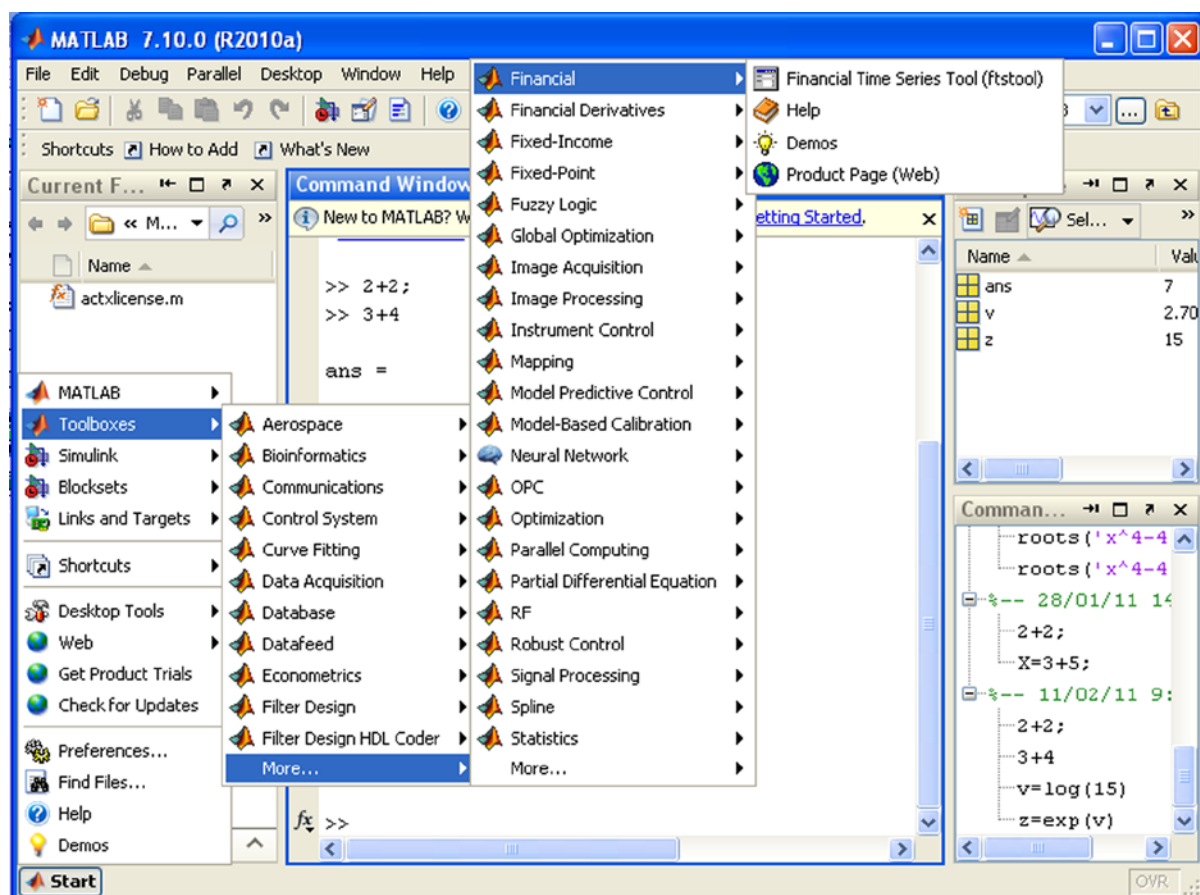 MATLAB 7.10.0 (R2010a)
File Edit Debug Parallel Desktop Window Help
Shortcuts How to Add What's New
Current F...
« M...
»
Name
actxlicense.m
Command Window
New to MATLAB? W
etting Started.
>> 2+2;
>> 3+4
ans =
fx >>
MATLAB
Toolboxes
Simulink
Blocksets
Links and Targets
Shortcuts
Desktop Tools
Web
Get Product Trials
Check for Updates
Preferences...
Find Files...
Help
Demos
Start
Aerospace
Bioinformatics
Communications
Control System
Curve Fitting
Data Acquisition
Database
Datafeed
Econometrics
Filter Design
Filter Design HDL Coder
More...
Financial
Financial Derivatives
Fixed-Income
Fixed-Point
Fuzzy Logic
Global Optimization
Image Acquisition
Image Processing
Instrument Control
Mapping
Model Predictive Control
Model-Based Calibration
Neural Network
OPC
Optimization
Parallel Computing
Partial Differential Equation
RF
Robust Control
Signal Processing
Spline
Statistics
More...
Financial Time Series Tool (ftstool)
Help
Demos
Product Page (Web)
...
Sel...
»
Name Valu
ans 7
v 2.70
z 15
Comman...
roots('x^4-4
roots('x^4-4
%-- 28/01/11 14
2+2;
X=3+5;
%-- 11/02/11 9:
2+2;
3+4
v=log(15)
z=exp(v)
OVR